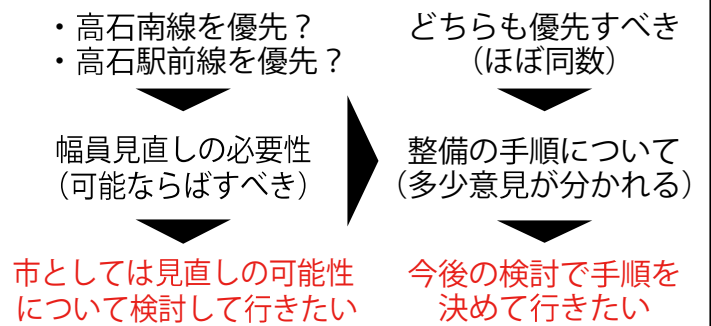 ・高石南線を優先？
・高石駅前線を優先？
幅員見直しの必要性
（可能ならばすべき）
市としては見直しの可能性
について検討して行きたい
どちらも優先すべき
（ほぼ同数）
整備の手順について
（多少意見が分かれる）
今後の検討で手順を
決めて行きたい